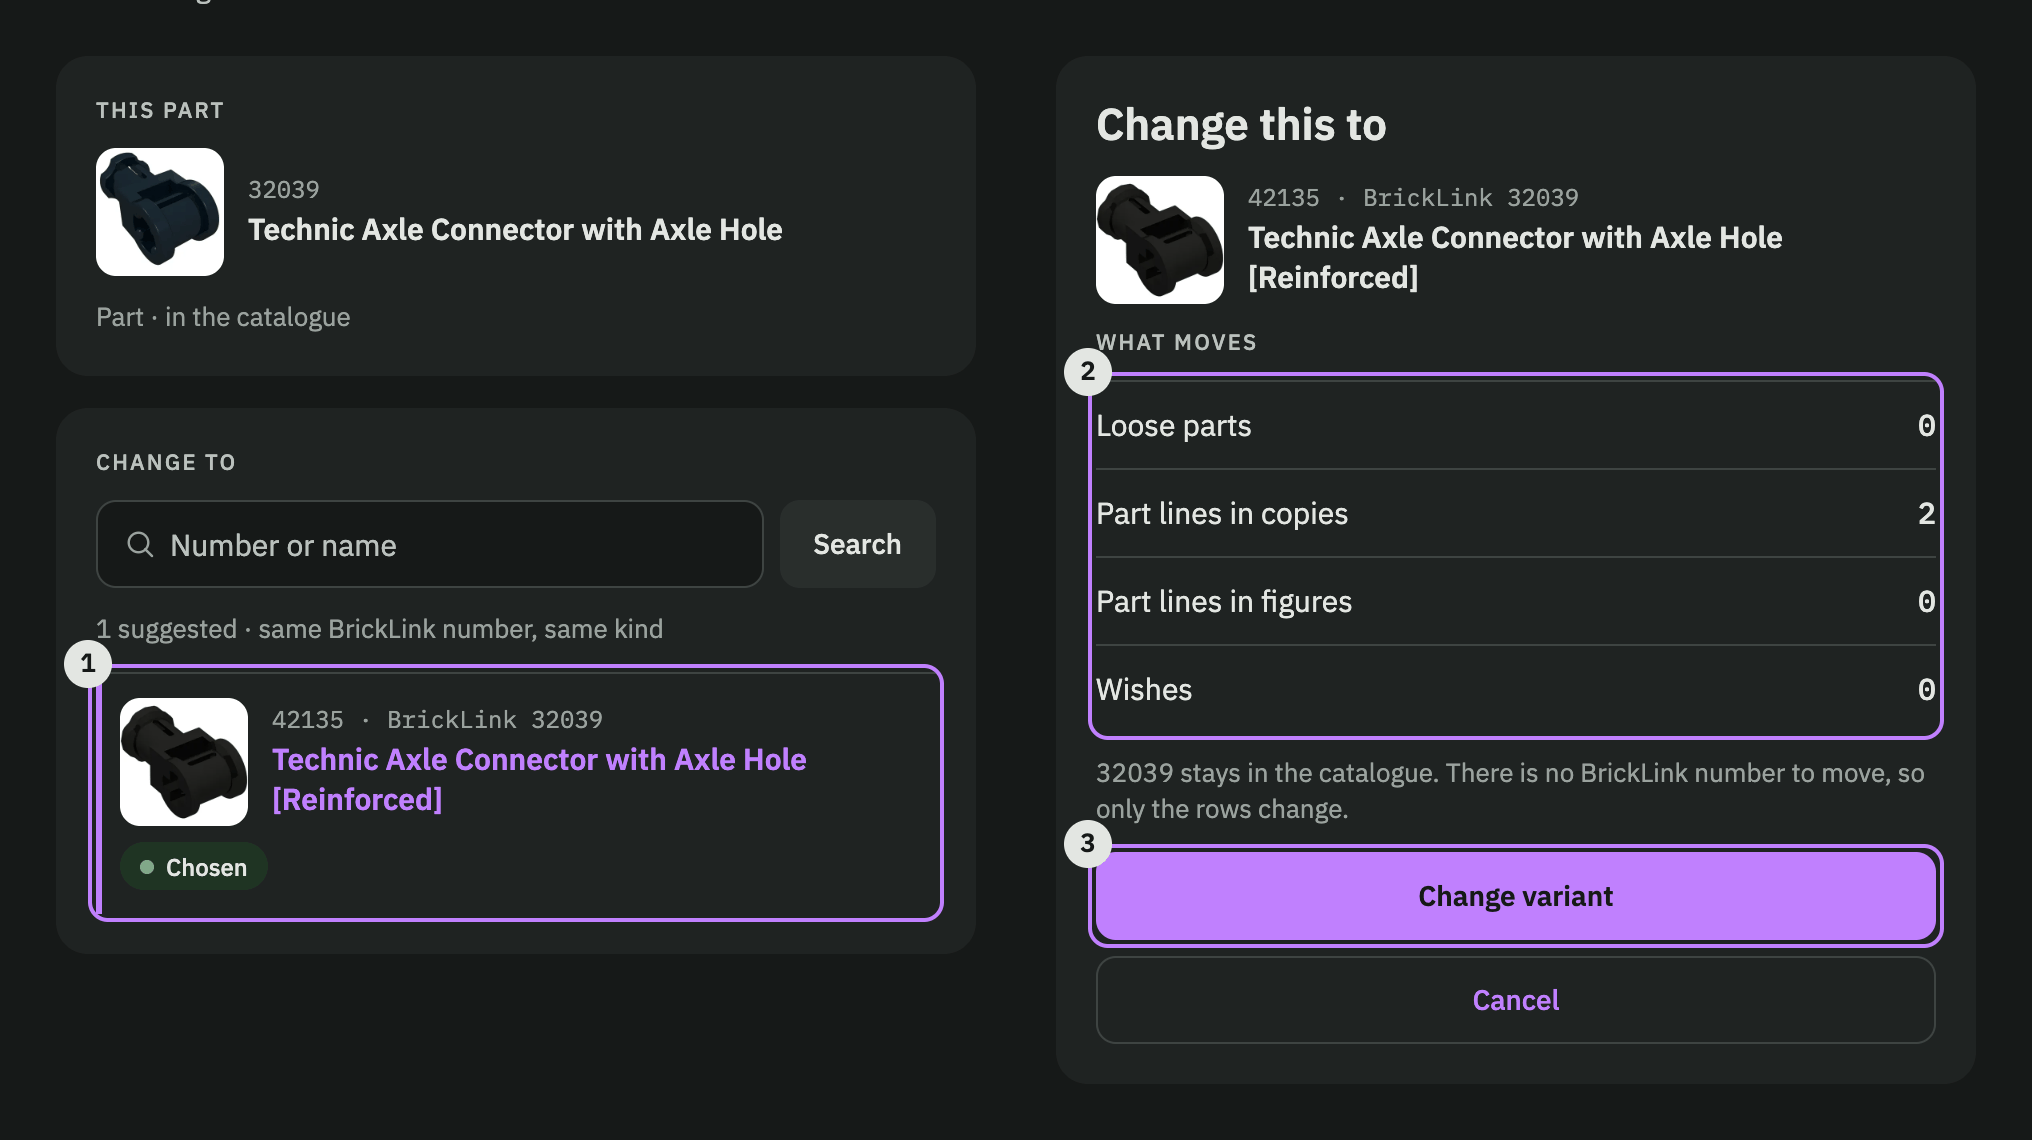 THIS PART
32039
Technic Axle Connector with Axle Hole
Part · in the catalogue
CHANGE TO
Number or name
Search
1 suggested · same BrickLink number, same kind
1
42135 · BrickLink 32039
Technic Axle Connector with Axle Hole
[Reinforced]
Chosen
Change this to
42135 · BrickLink 32039
Technic Axle Connector with Axle Hole
[Reinforced]
WHAT MOVES
2
Loose parts 0
Part lines in copies 2
Part lines in figures 0
Wishes 0
32039 stays in the catalogue. There is no BrickLink number to move, so
only the rows change.
3
Change variant
Cancel